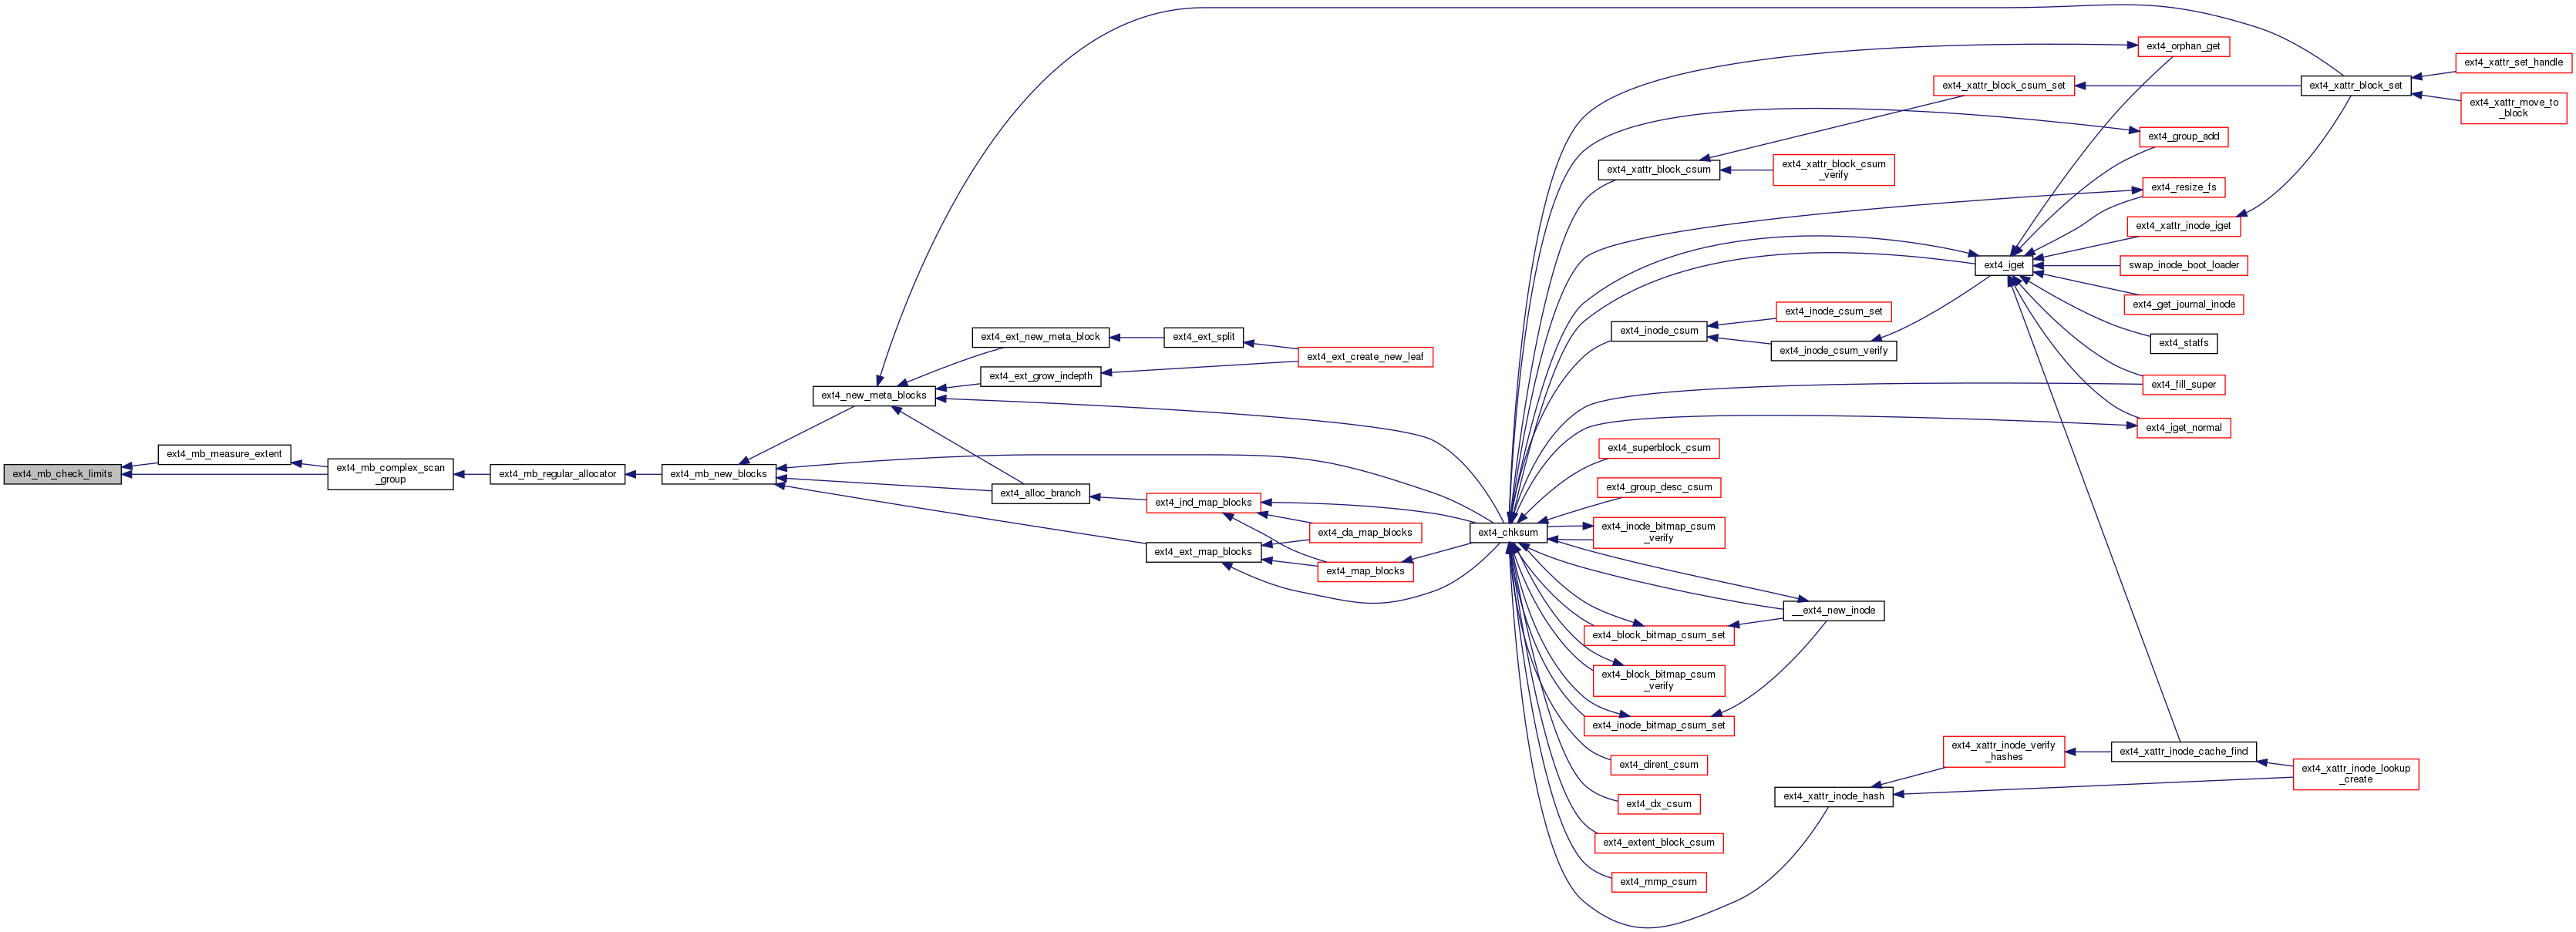 ext4_mb_check_limits
ext4_mb_measure_extent
ext4_mb_complex_scan
_group
ext4_mb_regular_allocator
ext4_mb_new_blocks
ext4_new_meta_blocks
ext4_ext_new_meta_block
ext4_ext_grow_indepth
ext4_alloc_branch
ext4_ext_split
ext4_ind_map_blocks
ext4_ext_map_blocks
ext4_ext_create_new_leaf
ext4_da_map_blocks
ext4_map_blocks
ext4_chksum
ext4_xattr_block_csum
ext4_inode_csum
ext4_superblock_csum
ext4_group_desc_csum
ext4_inode_bitmap_csum
_verify
ext4_block_bitmap_csum_set
ext4_block_bitmap_csum
_verify
ext4_inode_bitmap_csum_set
ext4_dirent_csum
ext4_dx_csum
ext4_extent_block_csum
ext4_mmp_csum
ext4_xattr_block_csum
_verify
ext4_inode_csum_set
ext4_inode_csum_verify
__ext4_new_inode
ext4_xattr_inode_hash
ext4_xattr_block_csum_set
ext4_iget
ext4_xattr_inode_verify
_hashes
ext4_orphan_get
ext4_group_add
ext4_resize_fs
ext4_xattr_inode_iget
swap_inode_boot_loader
ext4_get_journal_inode
ext4_statfs
ext4_fill_super
ext4_iget_normal
ext4_xattr_inode_cache_find
ext4_xattr_block_set
ext4_xattr_inode_lookup
_create
ext4_xattr_set_handle
ext4_xattr_move_to
_block